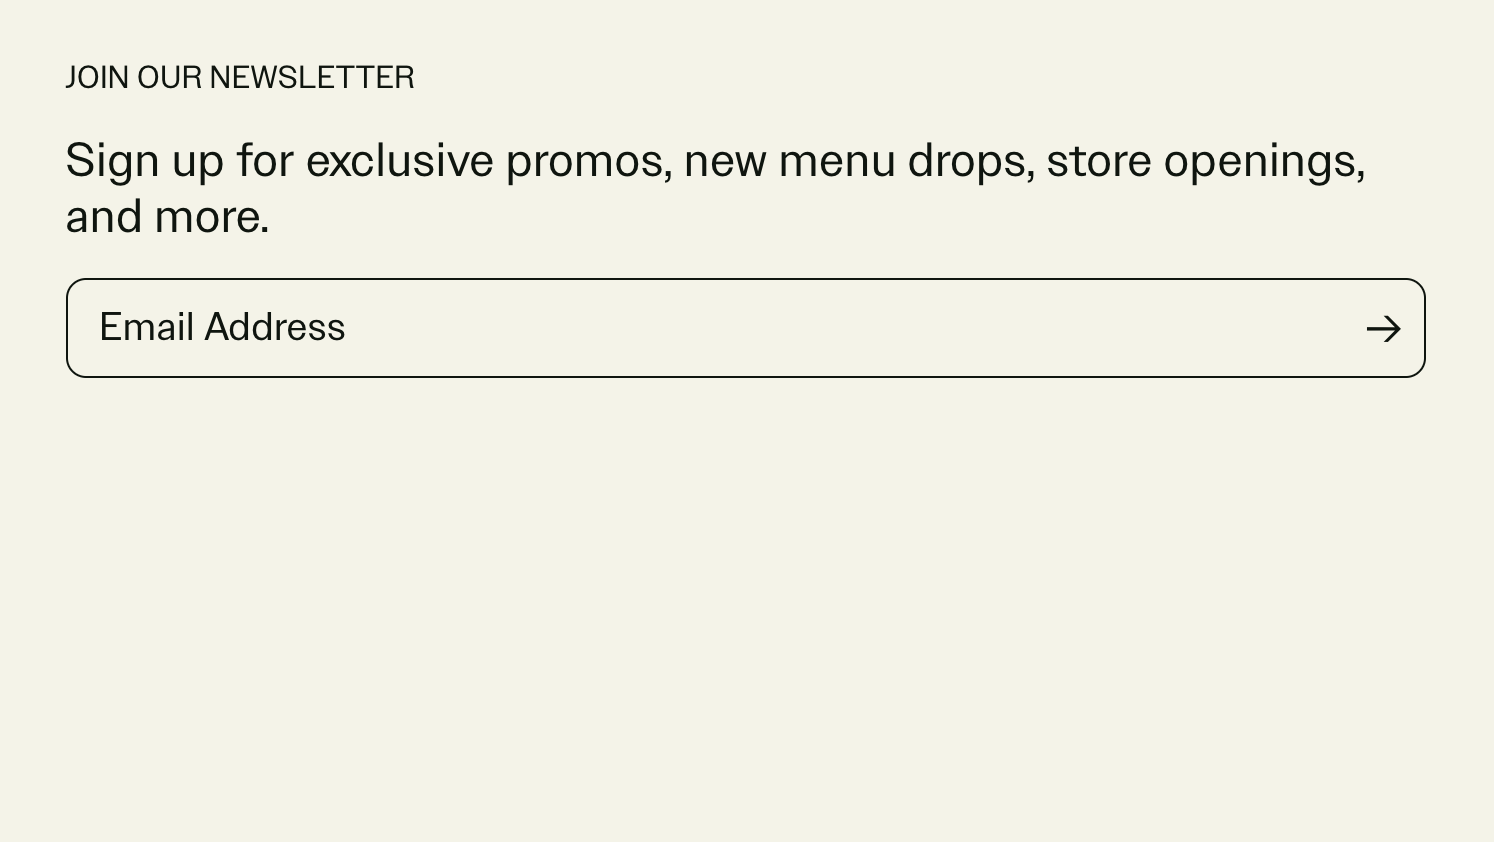 JOIN OUR NEWSLETTER
Sign up for exclusive promos, new menu drops, store openings,
and more.
Email Address